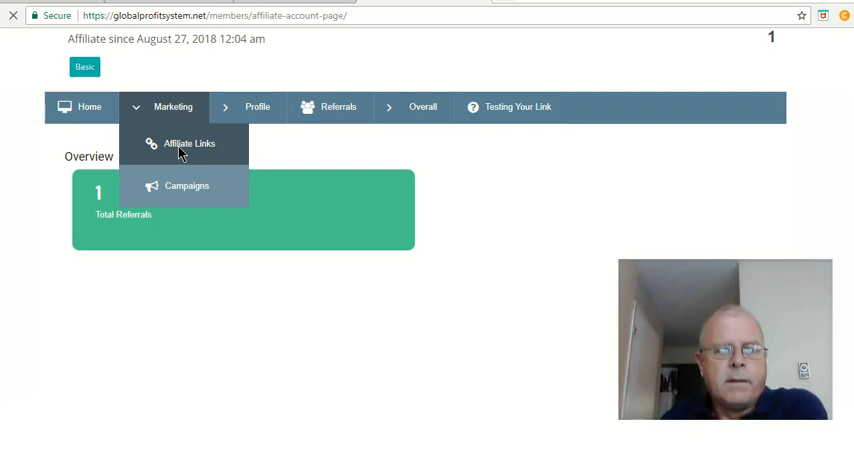 Secure | https://globalprofitsystem.net/members/affiliate-account-page/
Affiliate since August 27, 2018 12:04 am
1
Basic
Home Marketing Profile Referrals Overall Testing Your Link
Affiliate Links
Campaigns
Overview
1
Total Referrals